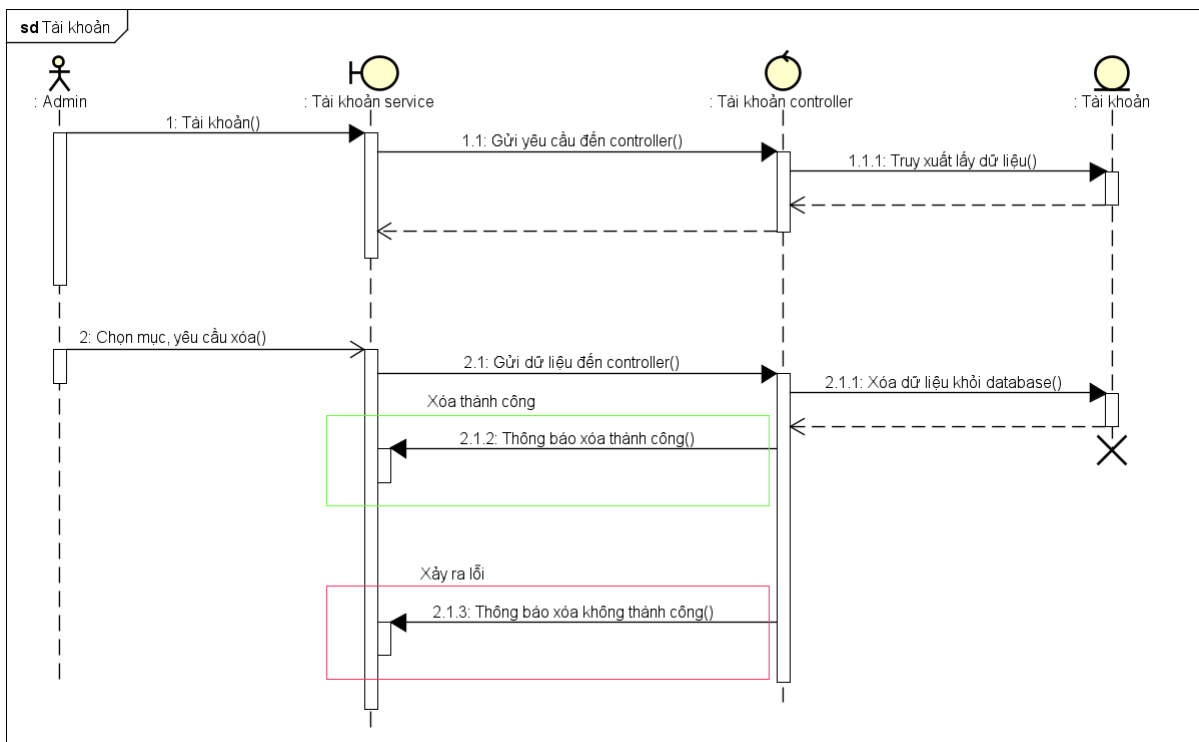 sd Tài khoản
: Admin
: Tài khoản service
: Tài khoản controller
: Tài khoản
1: Tài khoản()
1.1: Gửi yêu cầu đến controller()
1.1.1: Truy xuất lấy dữ liệu()
2: Chọn mục, yêu cầu xóa()
2.1: Gửi dữ liệu đến controller()
2.1.1: Xóa dữ liệu khỏi database()
Xóa thành công
2.1.2: Thông báo xóa thành công()
Xảy ra lỗi
2.1.3: Thông báo xóa không thành công()